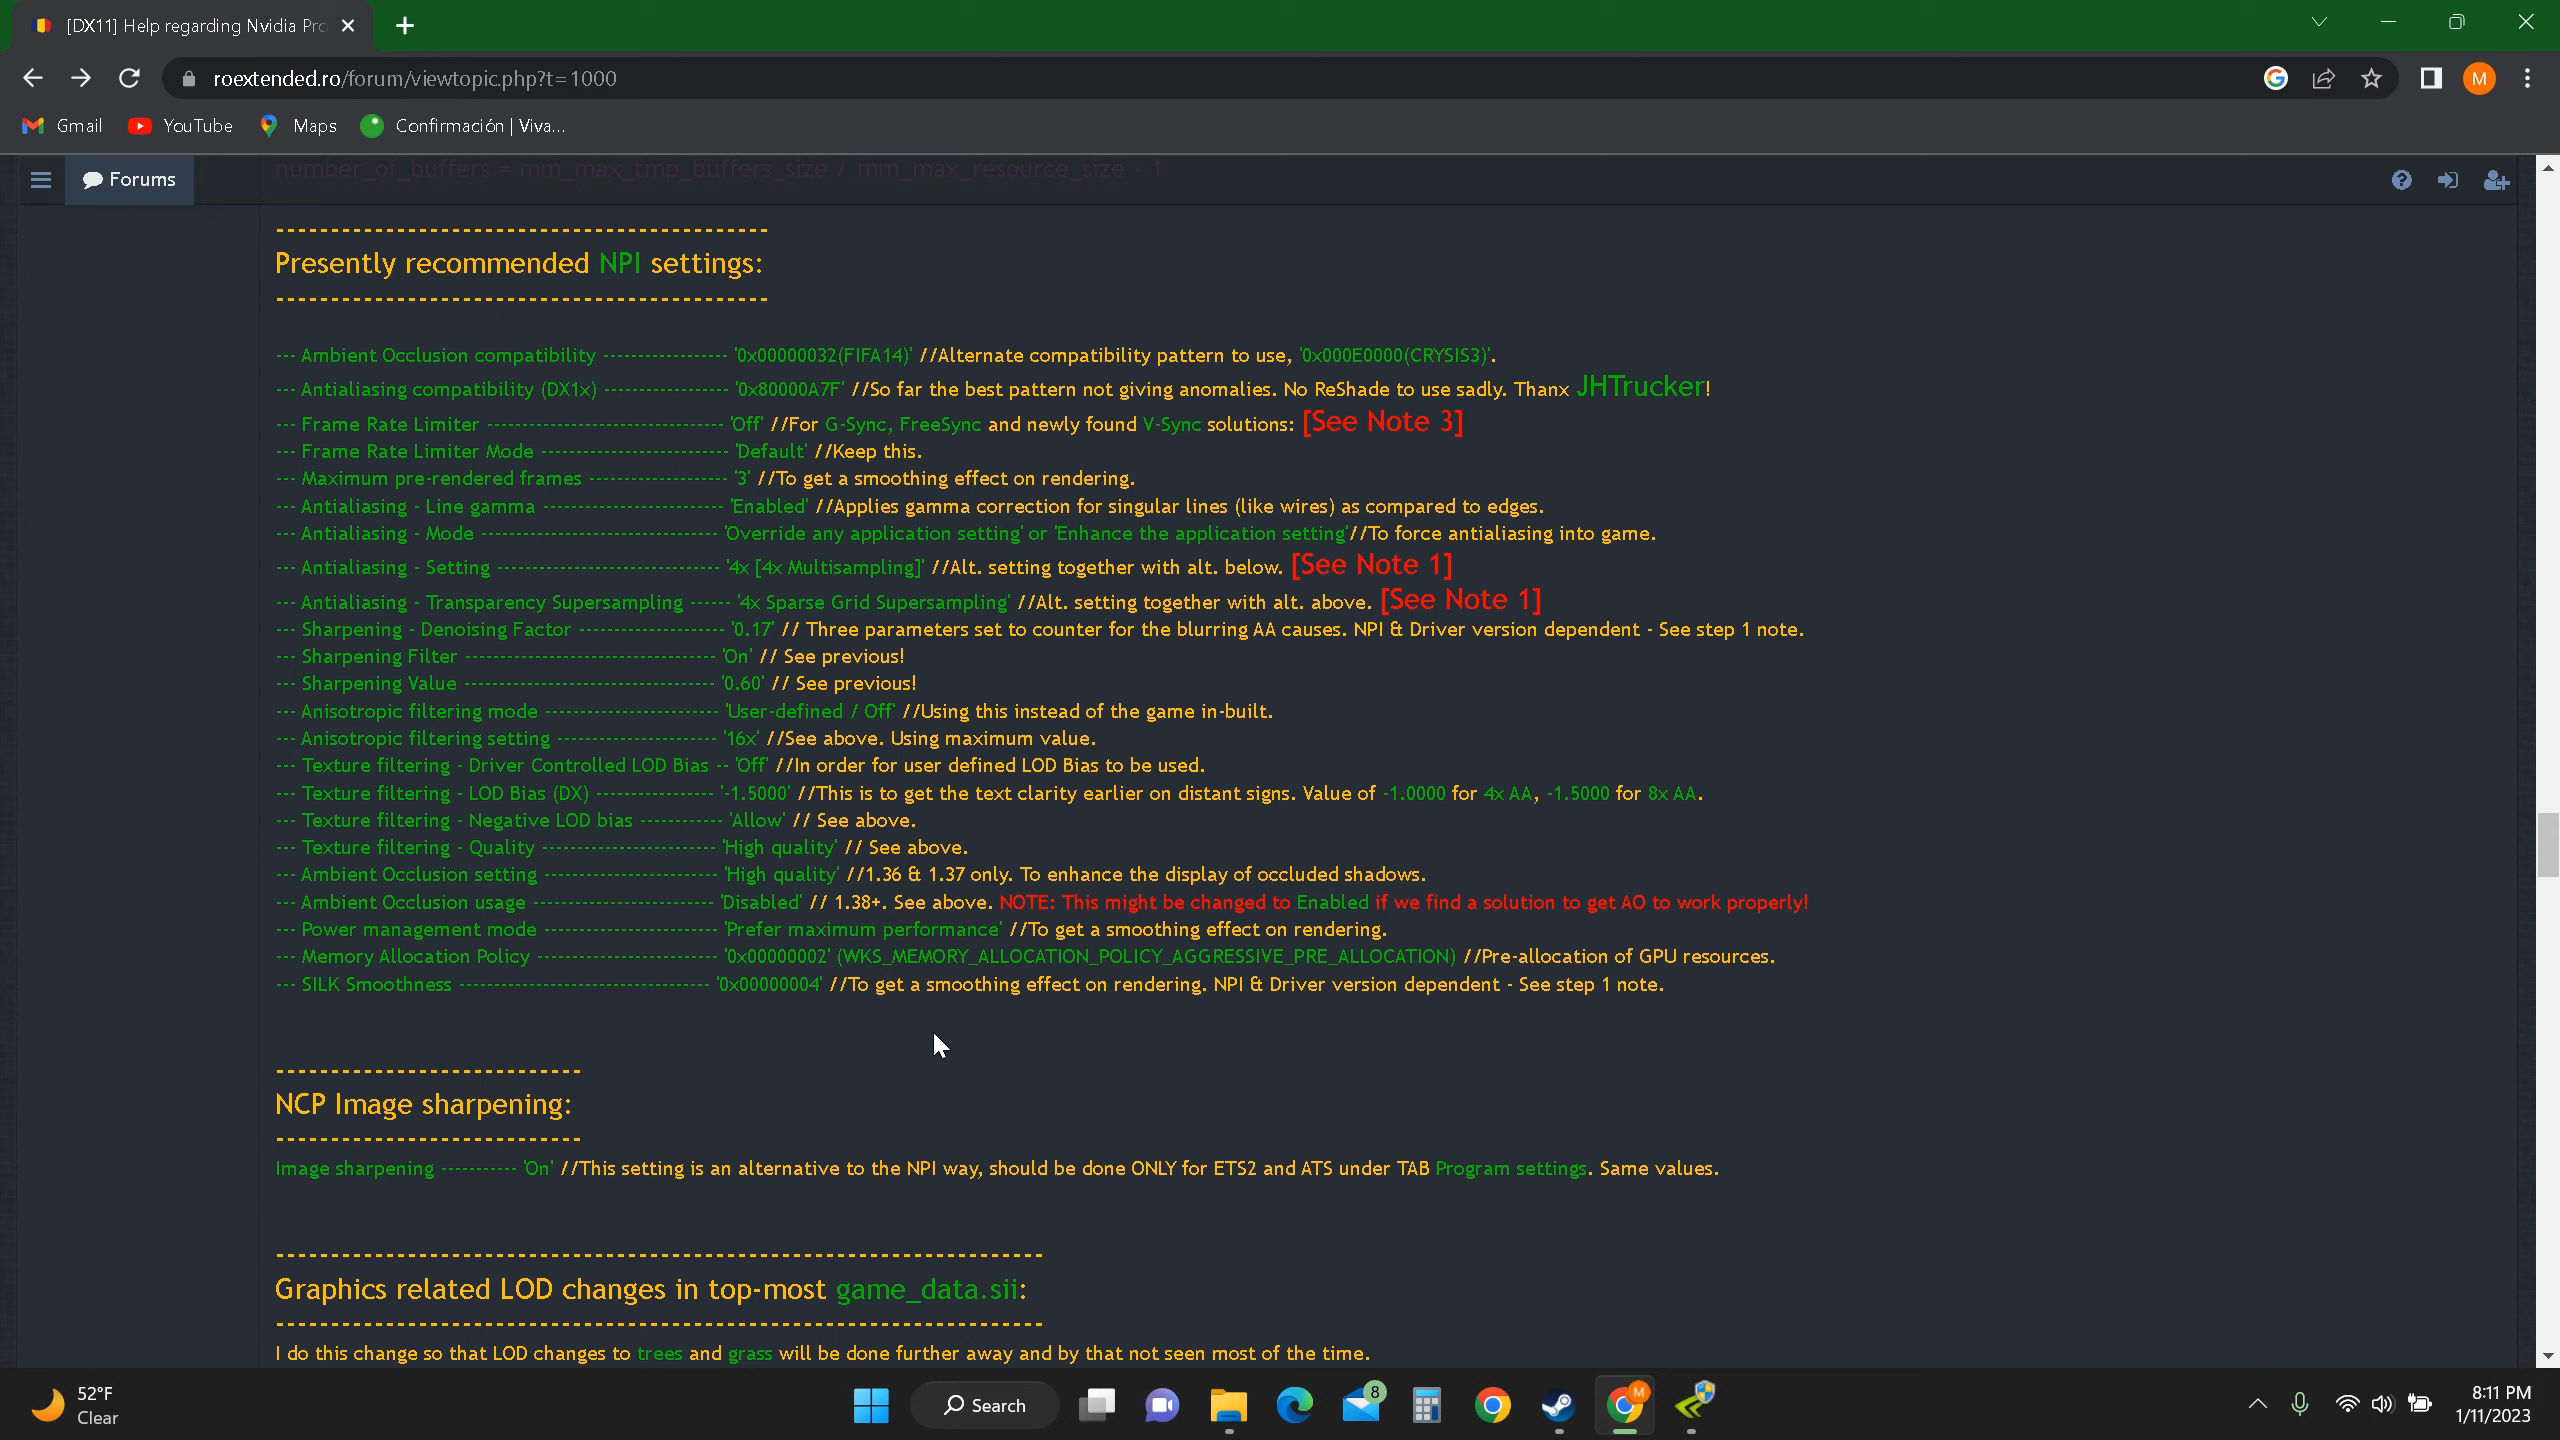 [DX11] Help regarding Nvidia Pro
roextended.ro/forum/viewtopic.php?t=1000
M
Gmail
YouTube
Maps
Confirmación | Viva...
Forums
number_of_buffers = mm_max_tmp_buffers_size / mm_max_resource_size - 1
-------------------------------------------
Presently recommended NPI settings:
-------------------------------------------
--- Ambient Occlusion compatibility ------------------ '0x00000032(FIFA14)' //Alternate compatibility pattern to use, '0x000E0000(CRYSIS3)'.
--- Antialiasing compatibility (DX1x) ------------------ '0x80000A7F' //So far the best pattern not giving anomalies. No ReShade to use sadly. Thanx JHTrucker!
--- Frame Rate Limiter ---------------------------------- 'Off' //For G-Sync, FreeSync and newly found V-Sync solutions: [See Note 3]
--- Frame Rate Limiter Mode --------------------------- 'Default' //Keep this.
--- Maximum pre-rendered frames -------------------- '3' //To get a smoothing effect on rendering.
--- Antialiasing - Line gamma -------------------------- 'Enabled' //Applies gamma correction for singular lines (like wires) as compared to edges.
--- Antialiasing - Mode ---------------------------------- 'Override any application setting' or 'Enhance the application setting'//To force antialiasing into game.
--- Antialiasing - Setting -------------------------------- '4x [4x Multisampling]' //Alt. setting together with alt. below. [See Note 1]
--- Antialiasing - Transparency Supersampling ------ '4x Sparse Grid Supersampling' //Alt. setting together with alt. above. [See Note 1]
--- Sharpening - Denoising Factor --------------------- '0.17' // Three parameters set to counter for the blurring AA causes. NPI & Driver version dependent - See step 1 note.
--- Sharpening Filter ------------------------------------ 'On' // See previous!
--- Sharpening Value ------------------------------------ '0.60' // See previous!
--- Anisotropic filtering mode ------------------------- 'User-defined / Off' //Using this instead of the game in-built.
--- Anisotropic filtering setting ----------------------- '16x' //See above. Using maximum value.
--- Texture filtering - Driver Controlled LOD Bias -- 'Off' //In order for user defined LOD Bias to be used.
--- Texture filtering - LOD Bias (DX) ----------------- '-1.5000' //This is to get the text clarity earlier on distant signs. Value of -1.0000 for 4x AA, -1.5000 for 8x AA.
--- Texture filtering - Negative LOD bias ------------ 'Allow' // See above.
--- Texture filtering - Quality ------------------------- 'High quality' // See above.
--- Ambient Occlusion setting ------------------------- 'High quality' //1.36 & 1.37 only. To enhance the display of occluded shadows.
--- Ambient Occlusion usage -------------------------- 'Disabled' // 1.38+. See above. NOTE: This might be changed to Enabled if we find a solution to get AO to work properly!
--- Power management mode ------------------------- 'Prefer maximum performance' //To get a smoothing effect on rendering.
--- Memory Allocation Policy -------------------------- '0x00000002' (WKS_MEMORY_ALLOCATION_POLICY_AGGRESSIVE_PRE_ALLOCATION) //Pre-allocation of GPU resources.
--- SILK Smoothness ------------------------------------ '0x00000004' //To get a smoothing effect on rendering. NPI & Driver version dependent - See step 1 note.
---------------------------
NCP Image sharpening:
---------------------------
Image sharpening ----------- 'On' //This setting is an alternative to the NPI way, should be done ONLY for ETS2 and ATS under TAB Program settings. Same values.
--------------------------------------------------------------------
Graphics related LOD changes in top-most game_data.sii:
--------------------------------------------------------------------
I do this change so that LOD changes to trees and grass will be done further away and by that not seen most of the time.
52°F
Clear
Search
8
M
8:11 PM
1/11/2023